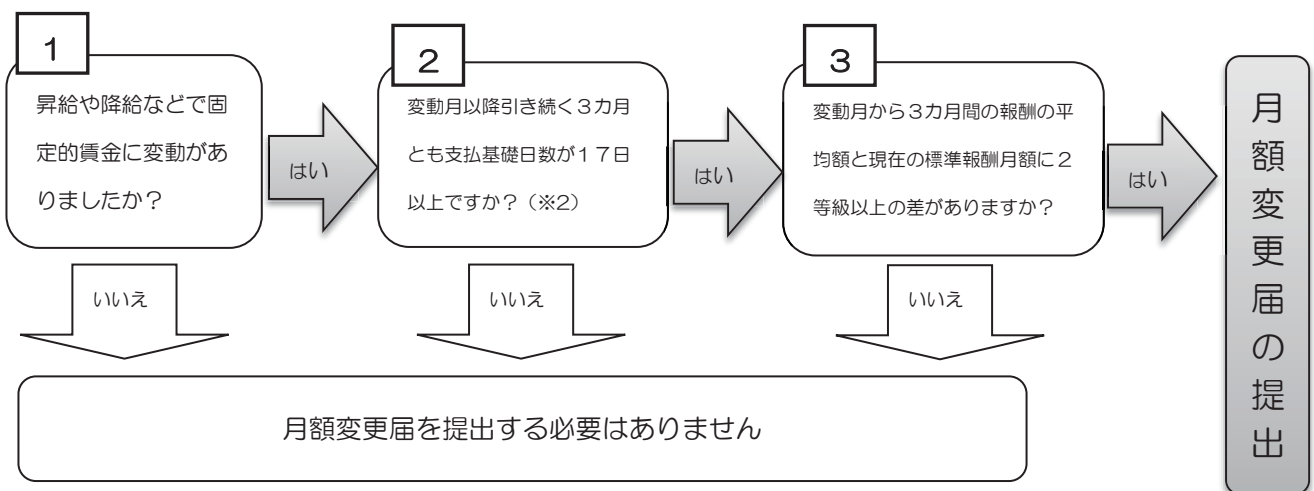 1
昇給や降給などで固
定的賃金に変動があ
りましたか？
はい
2
変動月以降引き続く３カ月
とも支払基礎日数が１７日
以上ですか？（※2）
はい
3
変動月から３カ月間の報酬の平
均額と現在の標準報酬月額に２
等級以上の差がありますか？
はい
月額変更届の提出
いいえ
いいえ
いいえ
月額変更届を提出する必要はありません